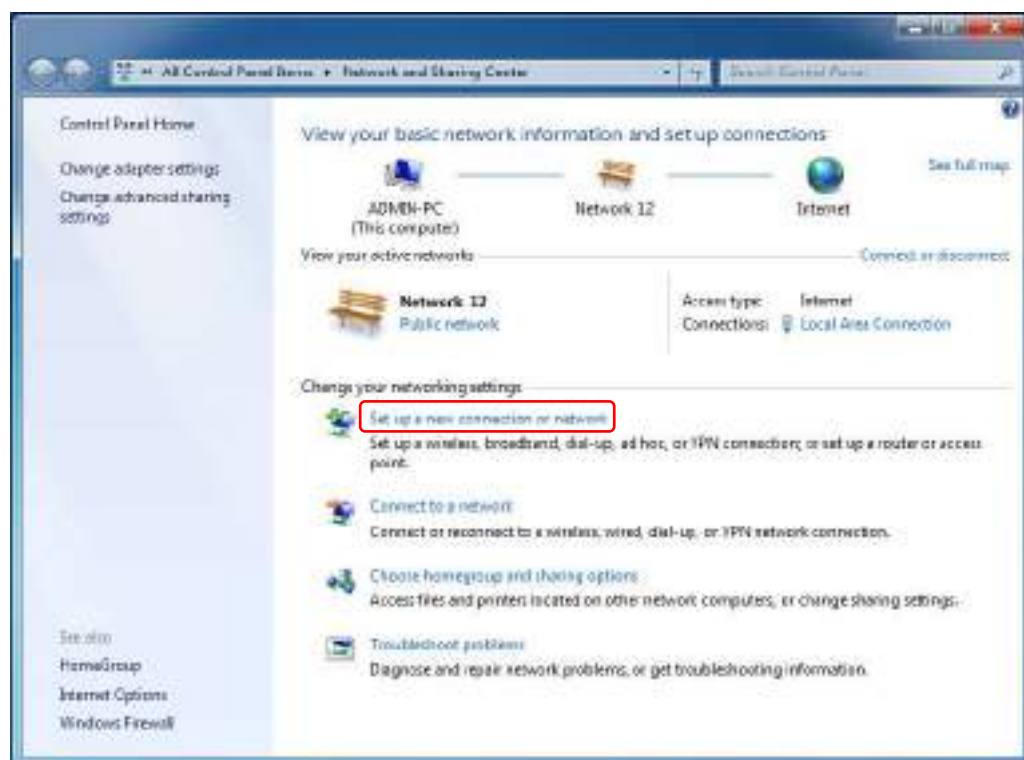 « All Control Panel Items ▸ Network and Sharing Center
Search Control Panel
Control Panel Home
Change adapter settings
Change advanced sharing
settings
View your basic network information and set up connections
See full map
ADMIN-PC
(This computer)
Network 12
Internet
View your active networks
Connect or disconnect
Network 12
Public network
Access type: Internet
Connections: Local Area Connection
Change your networking settings
Set up a new connection or network
Set up a wireless, broadband, dial-up, ad hoc, or VPN connection; or set up a router or access
point.
Connect to a network
Connect or reconnect to a wireless, wired, dial-up, or VPN network connection.
Choose homegroup and sharing options
Access files and printers located on other network computers, or change sharing settings.
Troubleshoot problems
Diagnose and repair network problems, or get troubleshooting information.
See also
HomeGroup
Internet Options
Windows Firewall